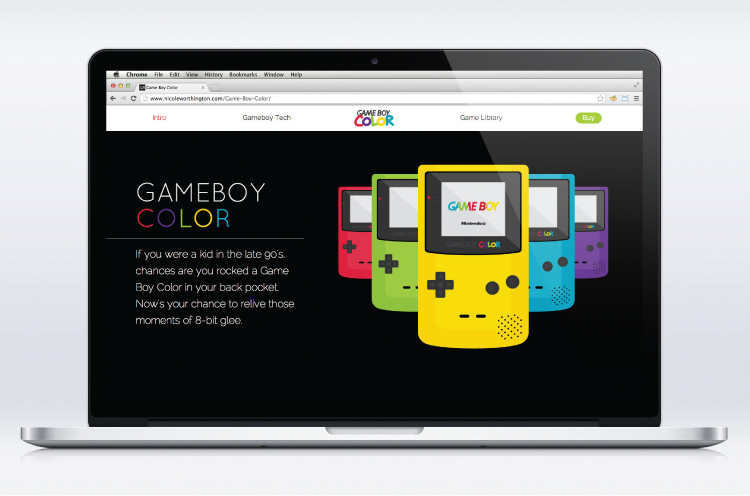 Chrome File Edit View History Bookmarks Window Help
Game Boy Color
www.nicoleworthington.com/Game-Boy-Color/
Intro
Gameboy Tech
GAME BOY
COLOR
Game Library
Buy
GAMEBOY
COLOR
If you were a kid in the late 90's.
chances are you rocked a Game
Boy Color in your back pocket.
Now's your chance to relive those
moments of 8-bit glee.
GAME BOY
Nintendo
GAME BOY COLOR